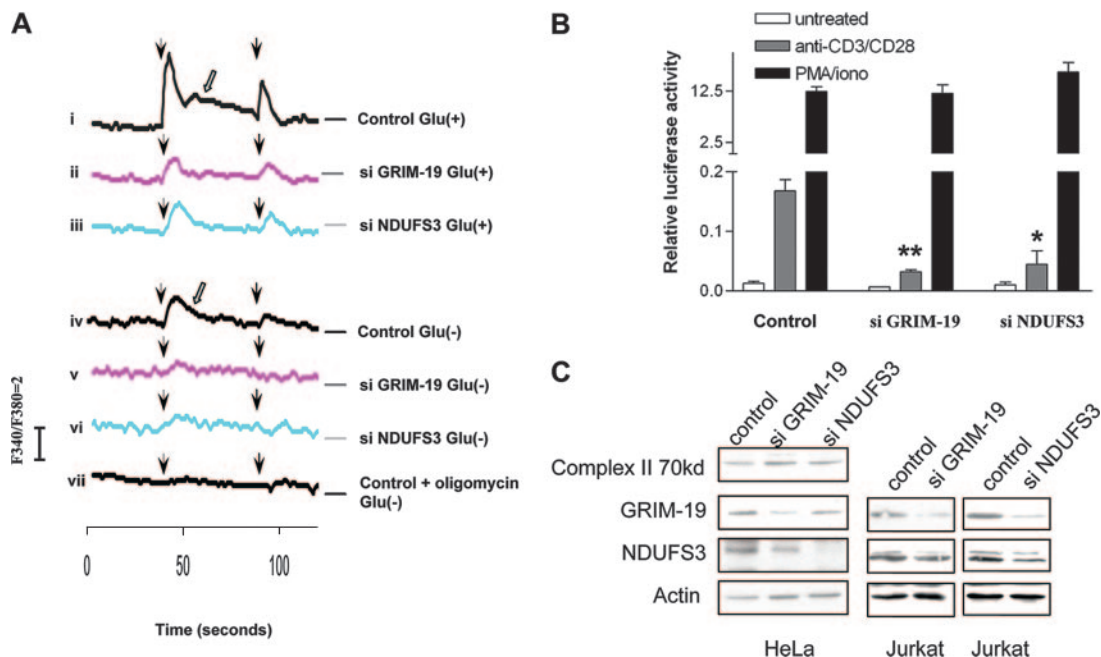 A
i
Control Glu(+)
ii
si GRIM-19 Glu(+)
iii
si NDUFS3 Glu(+)
iv
Control Glu(-)
v
si GRIM-19 Glu(-)
vi
si NDUFS3 Glu(-)
vii
Control + oligomycin
Glu(-)
F340/F380=2
0 50 100
Time (seconds)
B
untreated
anti-CD3/CD28
PMA/iono
Relative luciferase activity
12.5
2.5
0.2
0.1
0.0
**
*
Control si GRIM-19 si NDUFS3
C
control si GRIM-19 si NDUFS3
control si GRIM-19 control si NDUFS3
Complex II 70kd
GRIM-19
NDUFS3
Actin
HeLa Jurkat Jurkat